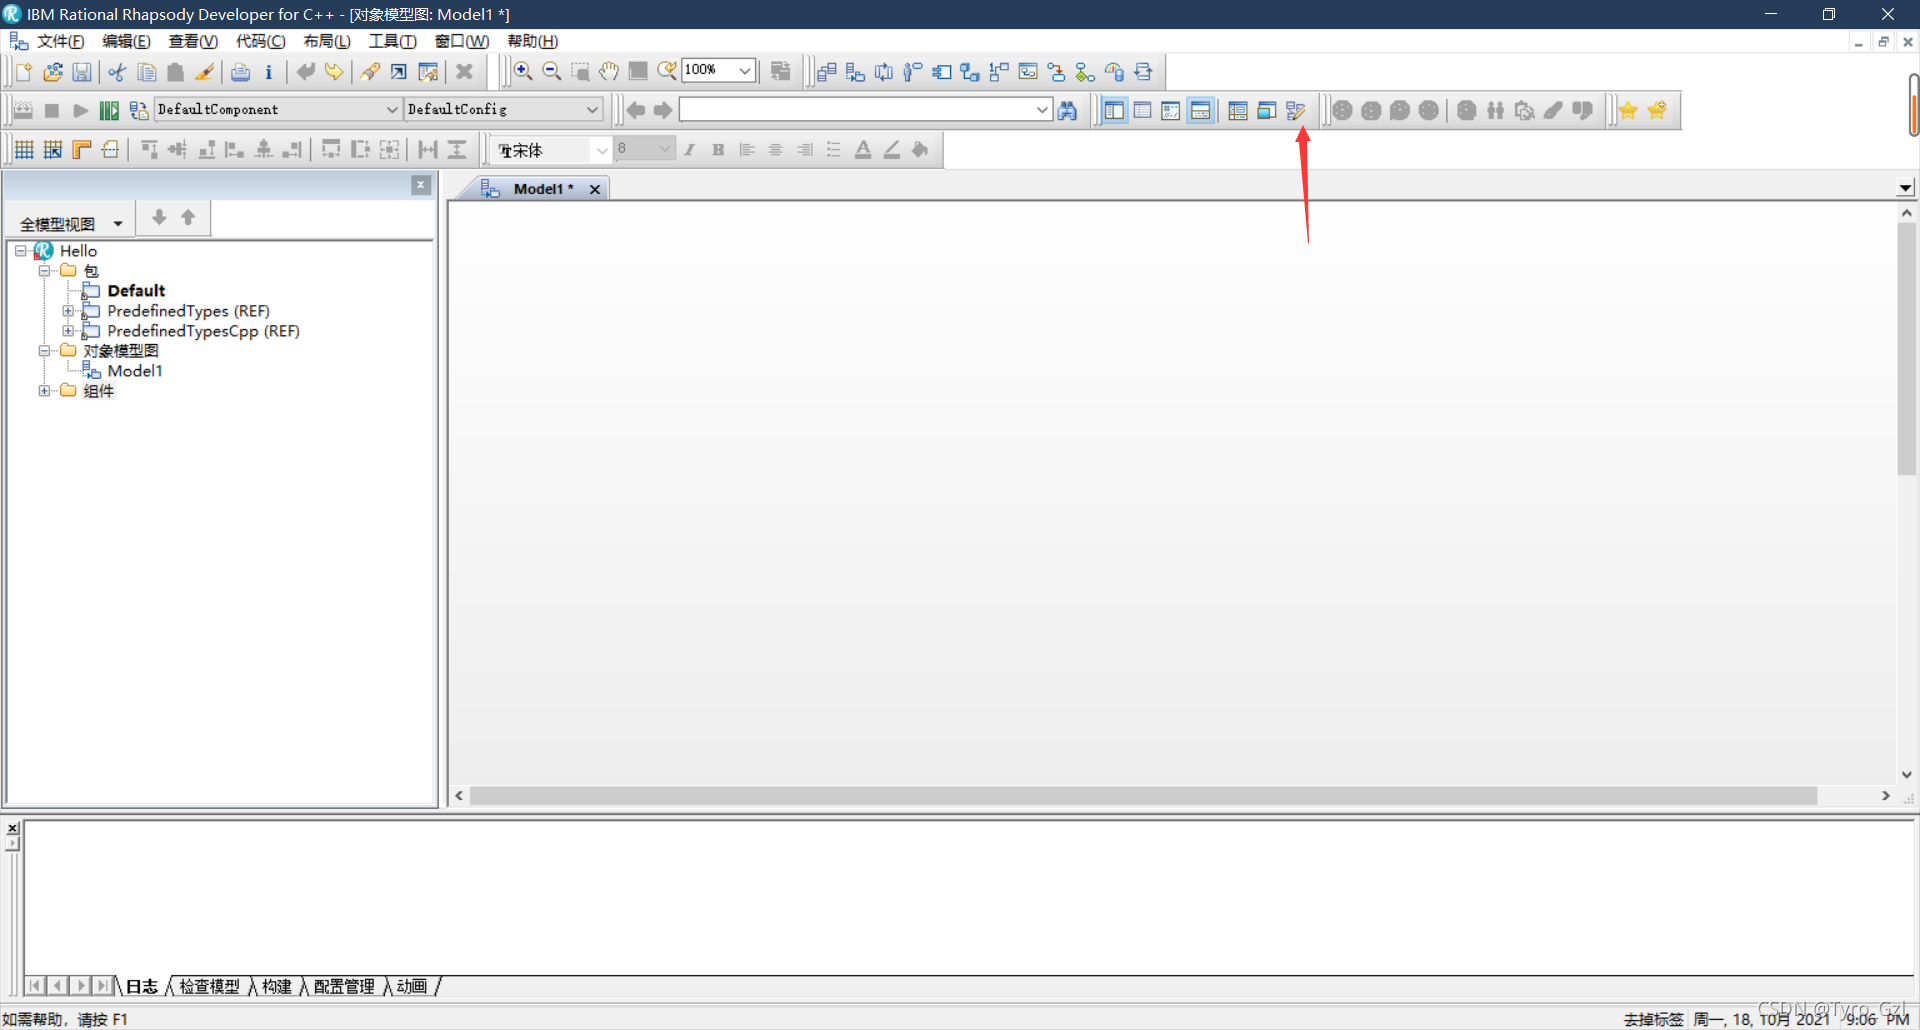 IBM Rational Rhapsody Developer for C++ - [对象模型图: Model1 *]
文件(F) 编辑(E) 查看(V) 代码(C) 布局(L) 工具(T) 窗口(W) 帮助(H)
100%
DefaultComponent DefaultConfig
宋体 8
Model1 *
全模型视图
Hello
包
Default
PredefinedTypes (REF)
PredefinedTypesCpp (REF)
对象模型图
Model1
组件
日志 检查模型 构建 配置管理 动画
如需帮助，请按 F1
去掉标签 周一, 18, 10月 2021 9:06 PM
CSDN @Tyro_Gzl